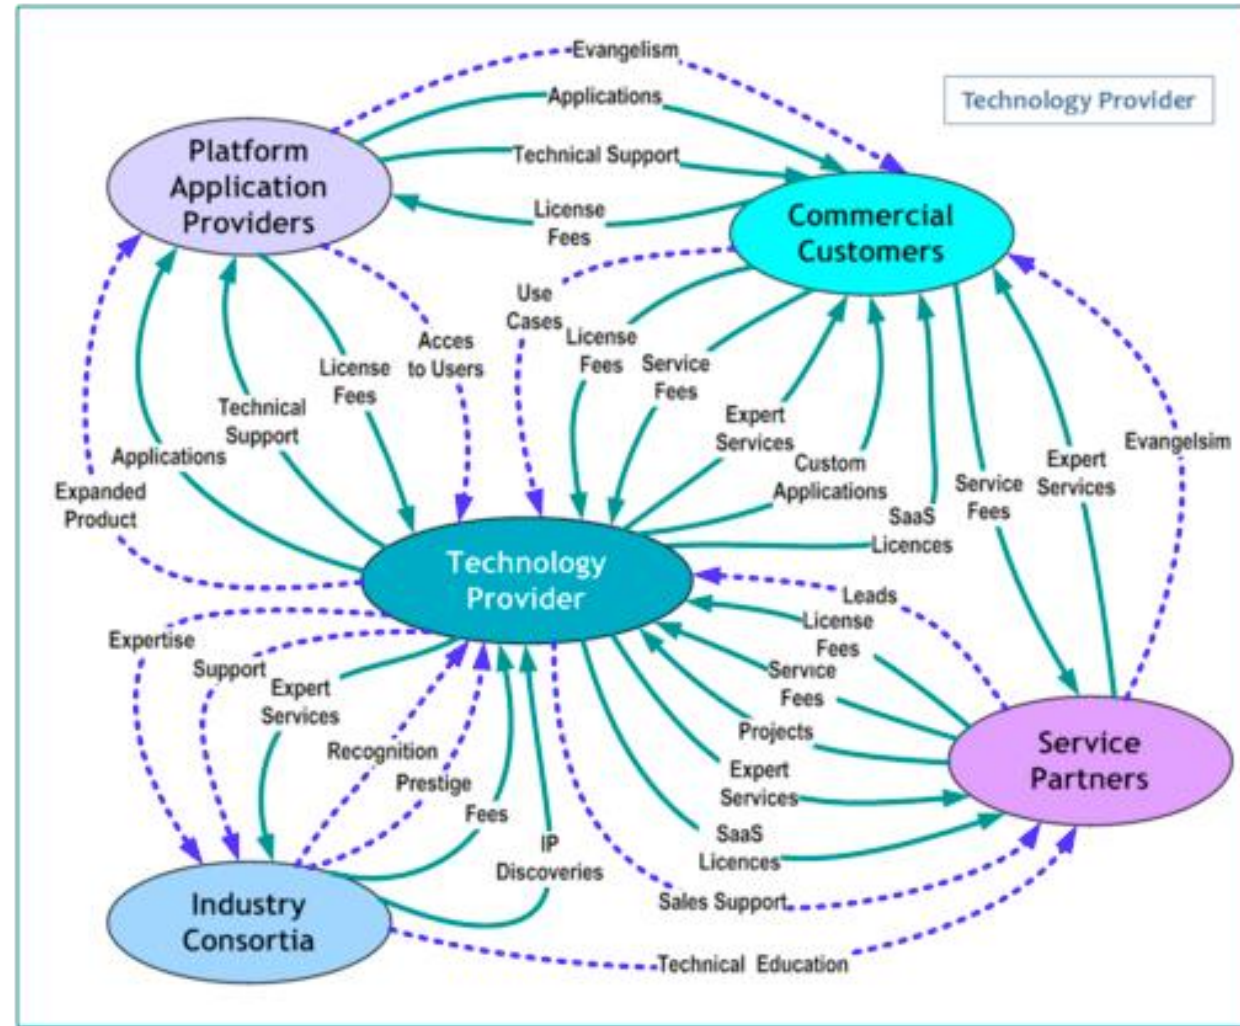 Evangelism
Technology Provider
Applications
Platform
Application
Providers
Technical Support
License
Fees
Commercial
Customers
Use
Cases
License
Fees
Service
Fees
Acces
to Users
License
Fees
Technical
Support
Applications
Expanded
Product
Expert
Services
Custom
Applications
SaaS
Licences
Service
Fees
Expert
Services
Evangelsim
Technology
Provider
Leads
License
Fees
Service
Fees
Projects
Expert
Services
SaaS
Licences
Sales Support
Service
Partners
Expertise
Support
Expert
Services
Recognition
Prestige
Fees
IP
Discoveries
Industry
Consortia
Technical Education